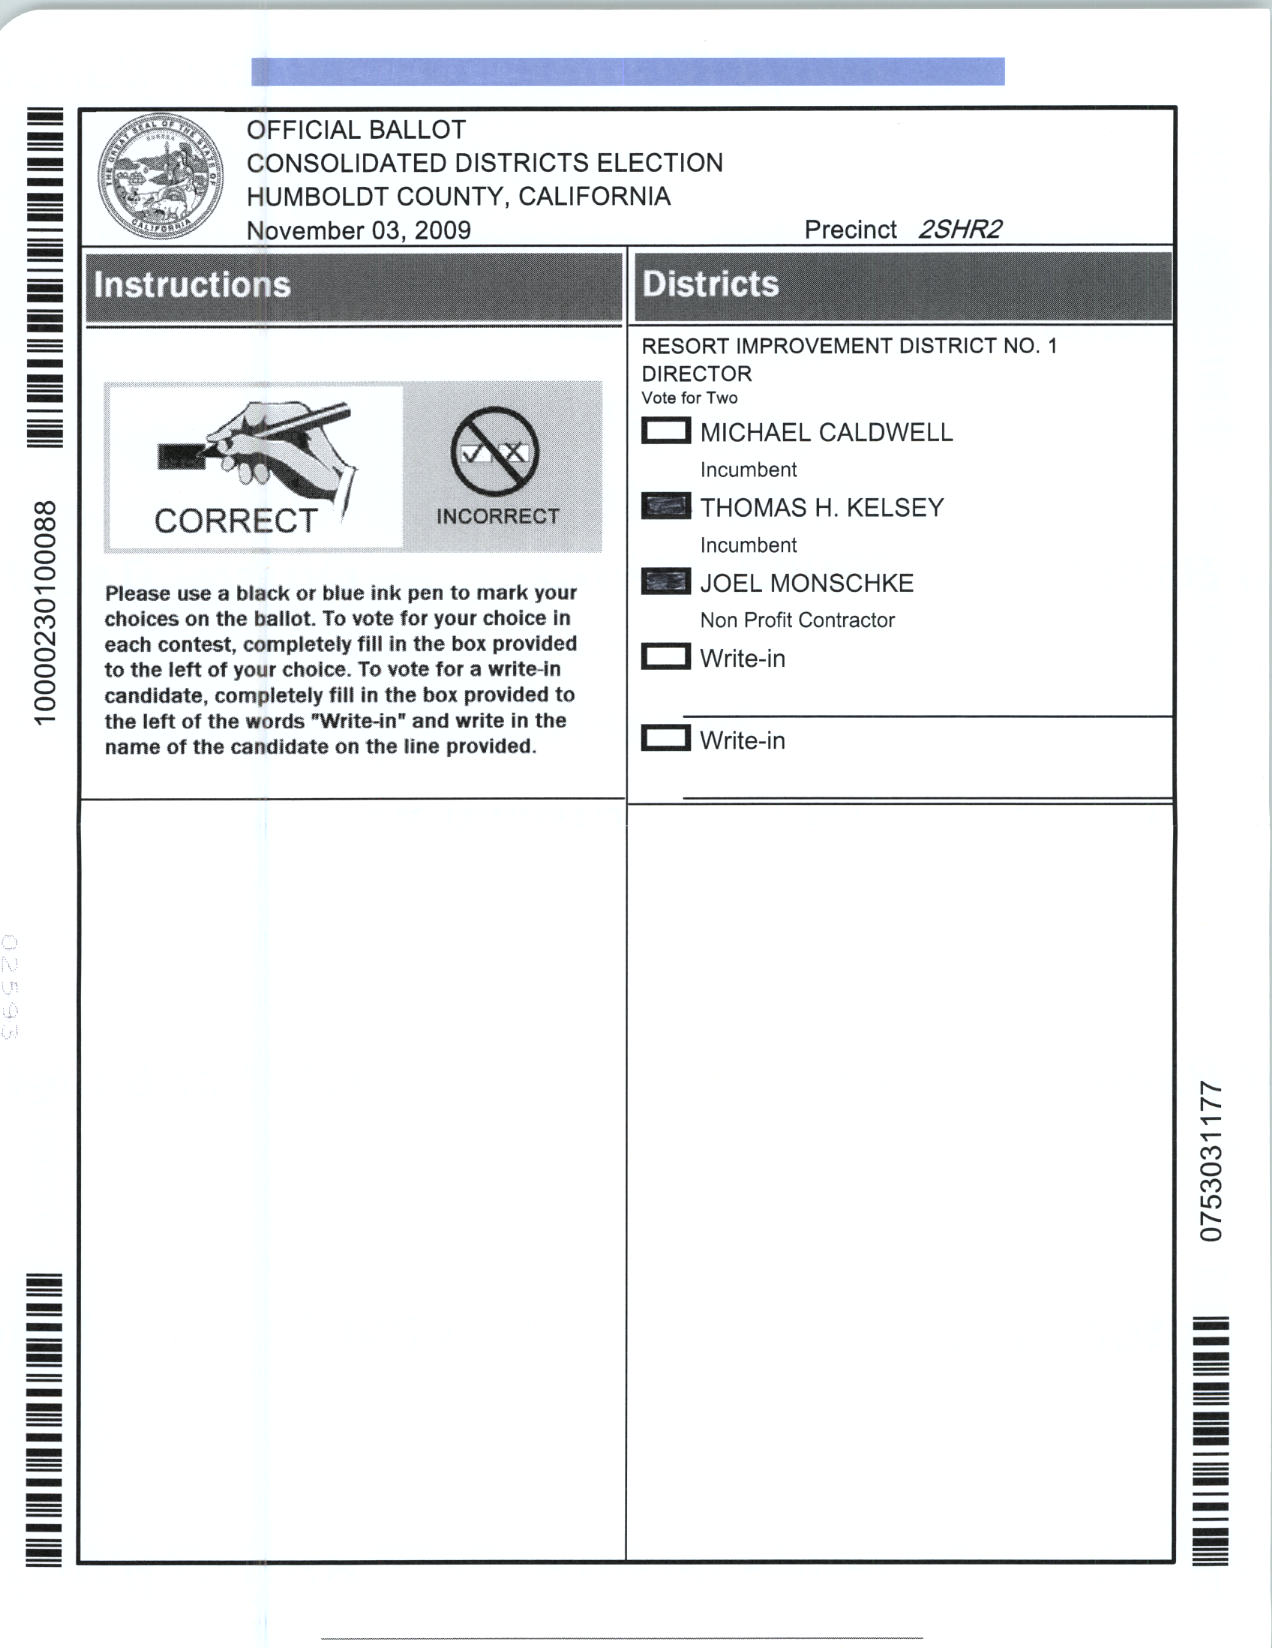 OFFICIAL BALLOT
CONSOLIDATED DISTRICTS ELECTION
HUMBOLDT COUNTY, CALIFORNIA
November 03, 2009
Precinct 2SHR2
THE GREAT SEAL OF THE STATE OF CALIFORNIA
EUREKA
Instructions
CORRECT
INCORRECT
Please use a black or blue ink pen to mark your
choices on the ballot. To vote for your choice in
each contest, completely fill in the box provided
to the left of your choice. To vote for a write-in
candidate, completely fill in the box provided to
the left of the words "Write-in" and write in the
name of the candidate on the line provided.
Districts
RESORT IMPROVEMENT DISTRICT NO. 1
DIRECTOR
Vote for Two
MICHAEL CALDWELL
Incumbent
THOMAS H. KELSEY
Incumbent
JOEL MONSCHKE
Non Profit Contractor
Write-in
Write-in
10000230100088
02593
0753031177